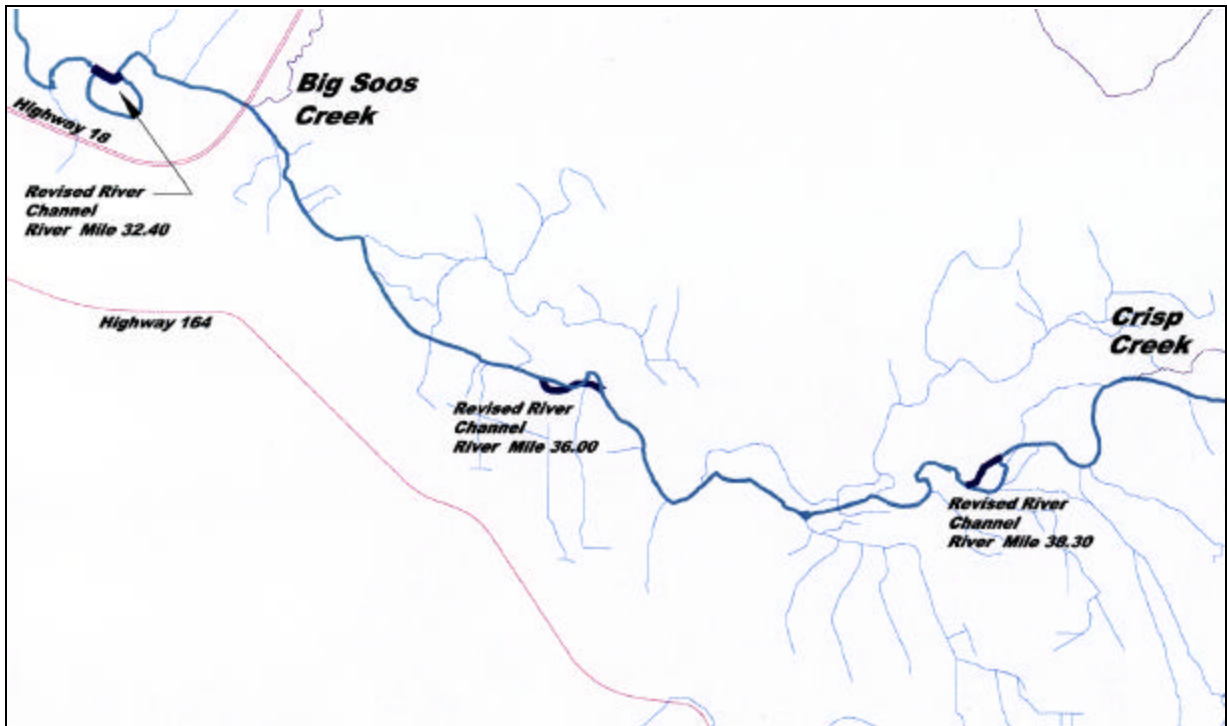 Big Soos
Creek
Highway 18
Revised River
Channel
River Mile 32.40
Highway 164
Crisp
Creek
Revised River
Channel
River Mile 36.00
Revised River
Channel
River Mile 38.30